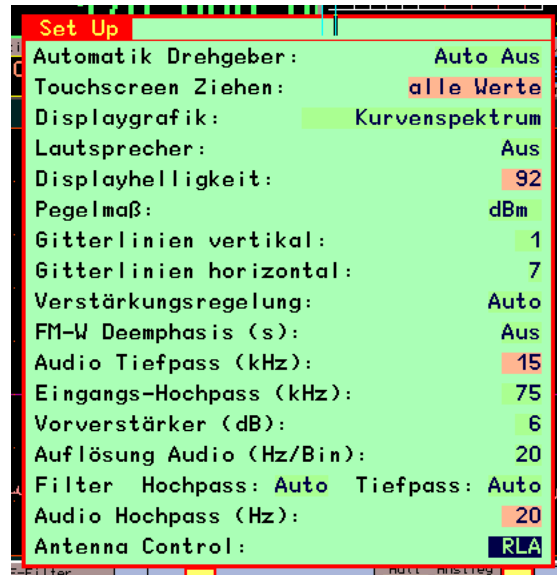 Set Up
Automatik Drehgeber: Auto Aus
Touchscreen Ziehen: alle Werte
Displaygrafik: Kurvenspektrum
Lautsprecher: Aus
Displayhelligkeit: 92
Pegelmaß: dBm
Gitterlinien vertikal: 1
Gitterlinien horizontal: 7
Verstärkungsregelung: Auto
FM-W Deemphasis (s): Aus
Audio Tiefpass (kHz): 15
Eingangs-Hochpass (kHz): 75
Vorverstärker (dB): 6
Auflösung Audio (Hz/Bin): 20
Filter Hochpass: Auto Tiefpass: Auto
Audio Hochpass (Hz): 20
Antenna Control: RLA